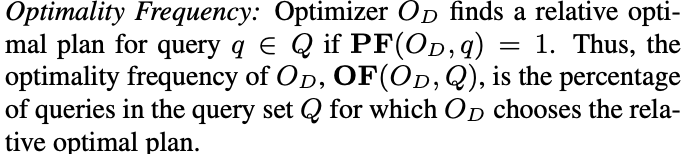 Optimality Frequency: Optimizer O_D finds a relative opti-
mal plan for query q ∈ Q if PF(O_D, q) = 1. Thus, the
optimality frequency of O_D, OF(O_D, Q), is the percentage
of queries in the query set Q for which O_D chooses the rela-
tive optimal plan.